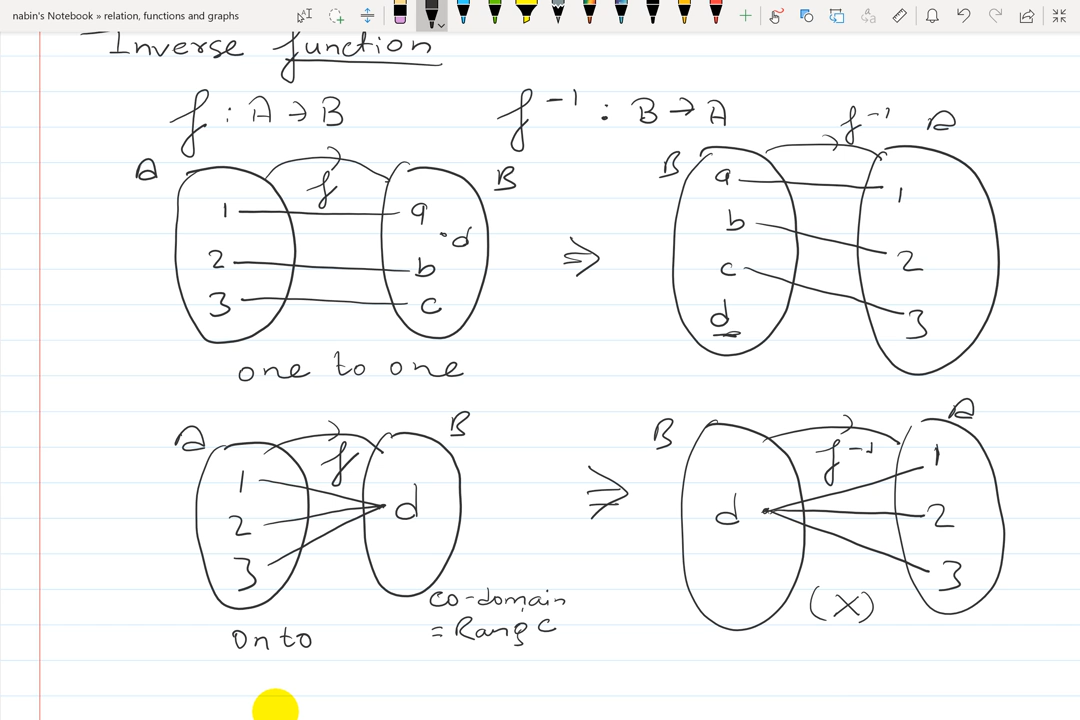 nabin's Notebook » relation, functions and graphs
Inverse function
f : A → B
f⁻¹ : B → A
A f B
1 a
d
2 b
3 c
one to one
⇒
B f⁻¹ A
a 1
b 2
c 3
d
A f B
1
2 d
3
Onto
co-domain
= Range
⇒
B f⁻¹ A
1
d 2
3
(X)